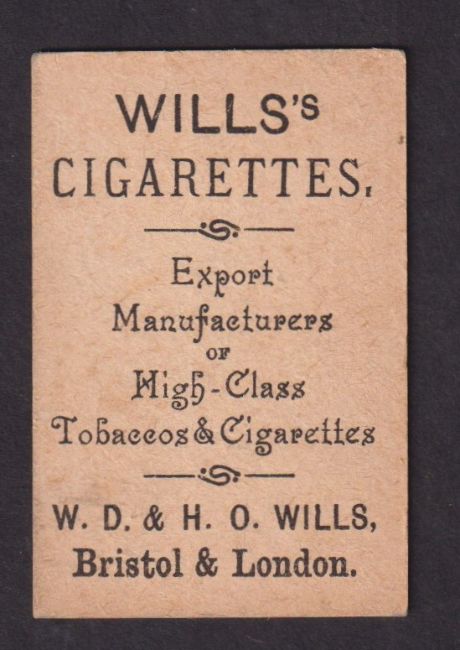 WILLS's
CIGARETTES.
Export
Manufacturers
OF
High-Class
Tobaccos & Cigarettes
W. D. & H. O. WILLS,
Bristol & London.